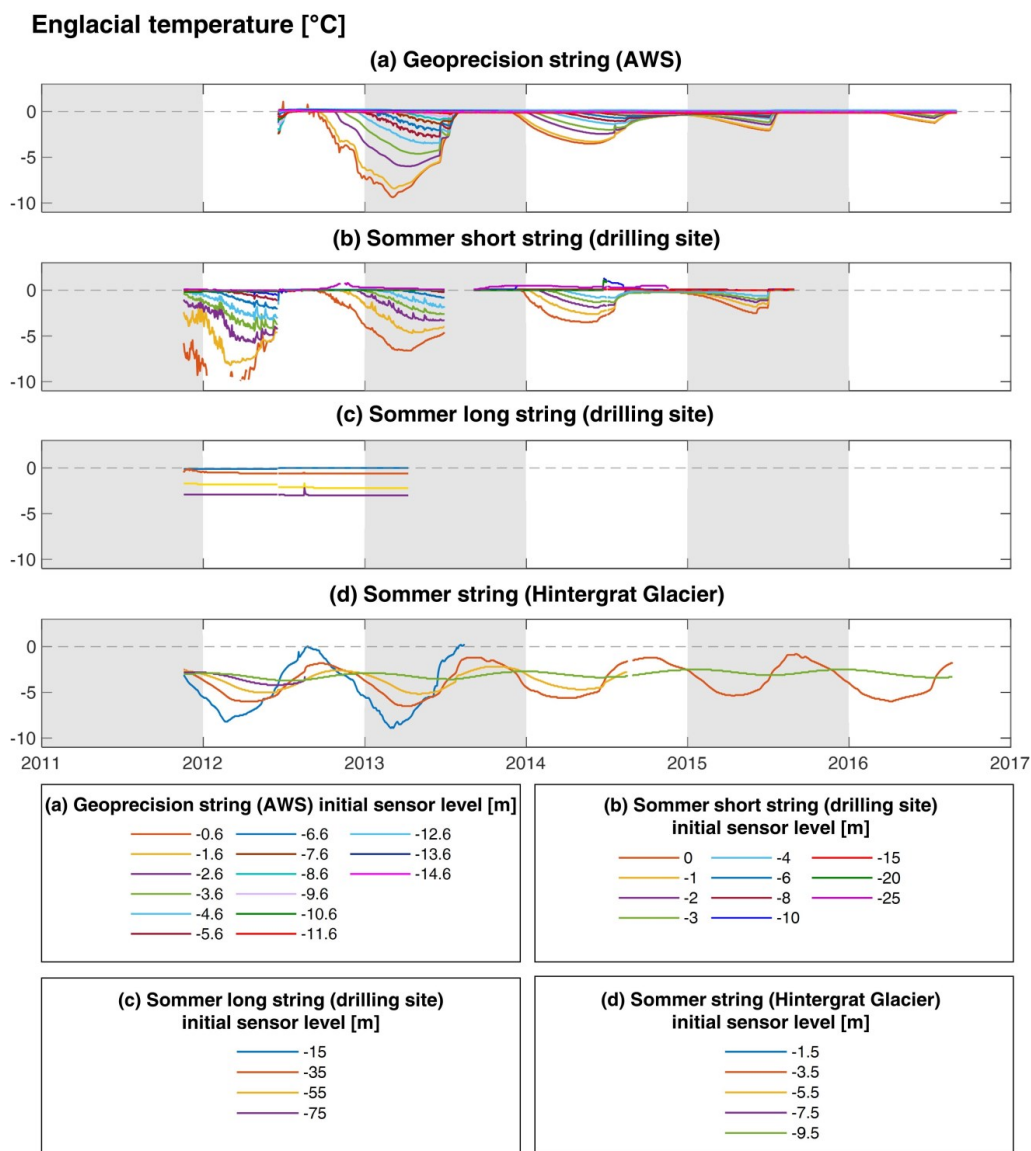 Englacial temperature [°C]
(a) Geoprecision string (AWS)
0
-5
-10
(b) Sommer short string (drilling site)
0
-5
-10
(c) Sommer long string (drilling site)
0
-5
-10
(d) Sommer string (Hintergrat Glacier)
0
-5
-10
2011 2012 2013 2014 2015 2016 2017
(a) Geoprecision string (AWS) initial sensor level [m]
-0.6 -6.6 -12.6
-1.6 -7.6 -13.6
-2.6 -8.6 -14.6
-3.6 -9.6
-4.6 -10.6
-5.6 -11.6
(b) Sommer short string (drilling site)
initial sensor level [m]
0 -4 -15
-1 -6 -20
-2 -8 -25
-3 -10
(c) Sommer long string (drilling site)
initial sensor level [m]
-15
-35
-55
-75
(d) Sommer string (Hintergrat Glacier)
initial sensor level [m]
-1.5
-3.5
-5.5
-7.5
-9.5